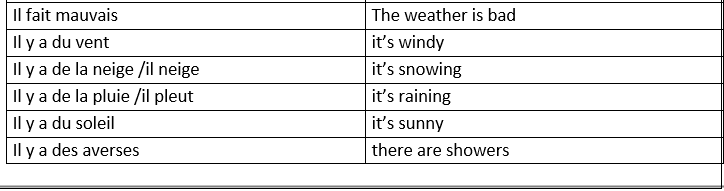 Il fait mauvais The weather is bad
Il y a du vent it's windy
Il y a de la neige /il neige it's snowing
Il y a de la pluie /il pleut it's raining
Il y a du soleil it's sunny
Il y a des averses there are showers